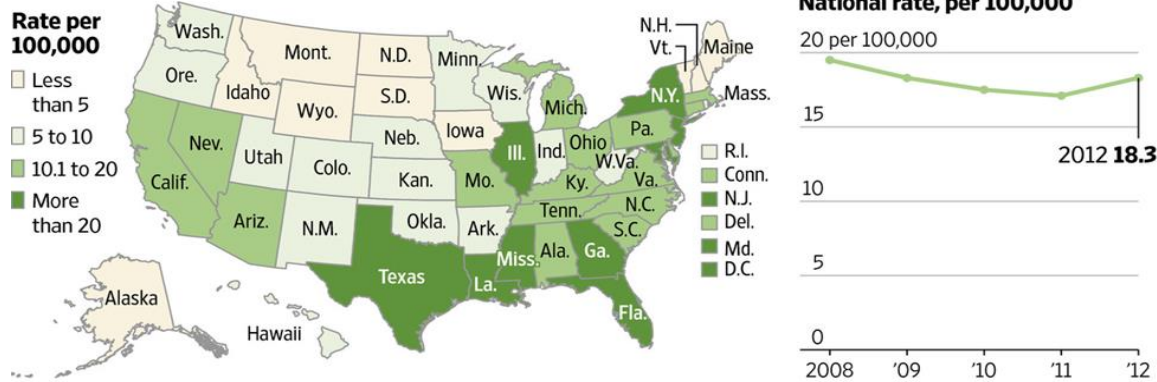 Rate per
100,000
Less
than 5
5 to 10
10.1 to 20
More
than 20
Wash.
Ore.
Calif.
Nev.
Idaho
Mont.
Wyo.
Utah
Colo.
Ariz.
N.M.
N.D.
S.D.
Neb.
Kan.
Okla.
Texas
Minn.
Iowa
Mo.
Ark.
La.
Wis.
Ill.
Mich.
Ind.
Ohio
Ky.
Tenn.
Miss.
Ala.
Ga.
Fla.
S.C.
N.C.
Va.
W.Va.
Pa.
N.Y.
Vt.
N.H.
Maine
Mass.
R.I.
Conn.
N.J.
Del.
Md.
D.C.
Alaska
Hawaii
National rate, per 100,000
20 per 100,000
15
10
5
0
2012 18.3
2008
'09
'10
'11
'12